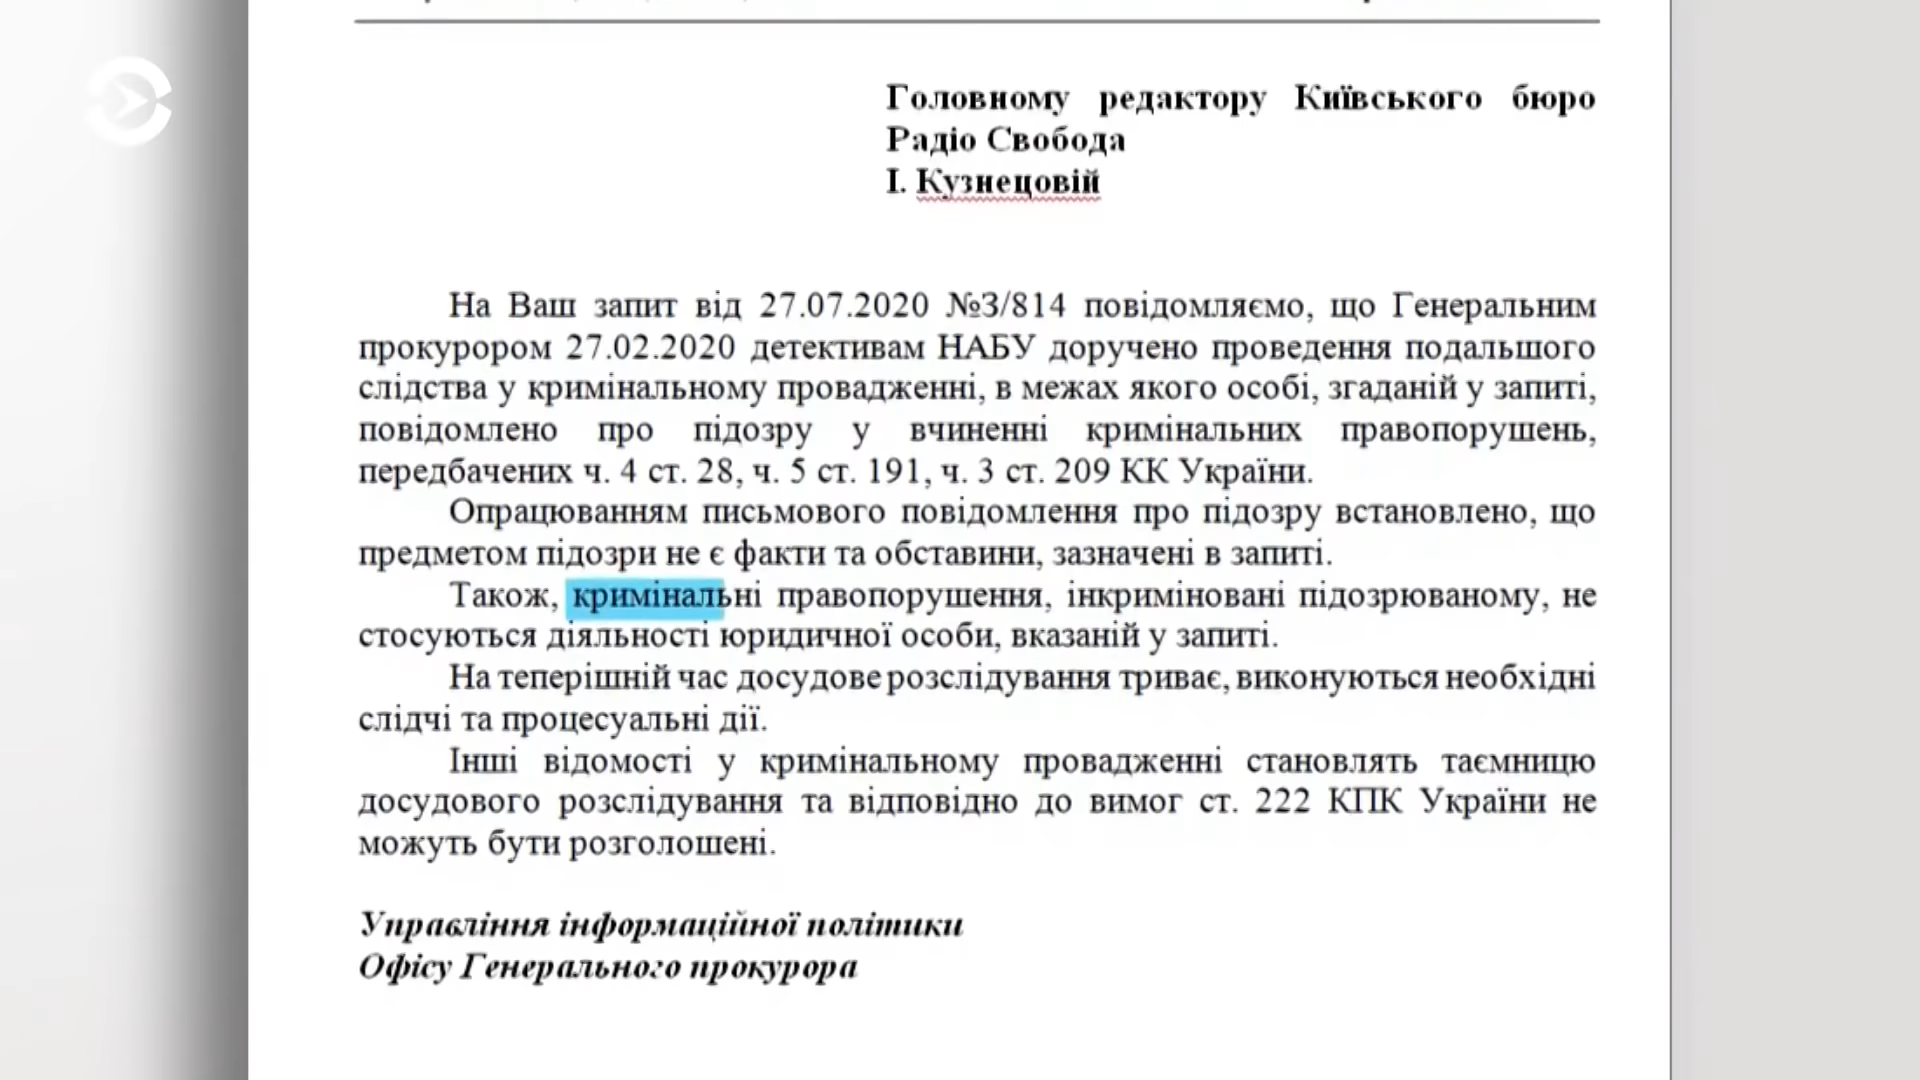 Головному редактору Київського бюро
Радіо Свобода
І. Кузнецовій
На Ваш запит від 27.07.2020 №З/814 повідомляємо, що Генеральним
прокурором 27.02.2020 детективам НАБУ доручено проведення подальшого
слідства у кримінальному провадженні, в межах якого особі, згаданій у запиті,
повідомлено про підозру у вчиненні кримінальних правопорушень,
передбачених ч. 4 ст. 28, ч. 5 ст. 191, ч. 3 ст. 209 КК України.
Опрацюванням письмового повідомлення про підозру встановлено, що
предметом підозри не є факти та обставини, зазначені в запиті.
Також, кримінальні правопорушення, інкриміновані підозрюваному, не
стосуються діяльності юридичної особи, вказаній у запиті.
На теперішній час досудове розслідування триває, виконуються необхідні
слідчі та процесуальні дії.
Інші відомості у кримінальному провадженні становлять таємницю
досудового розслідування та відповідно до вимог ст. 222 КПК України не
можуть бути розголошені.
Управління інформаційної політики
Офісу Генерального прокурора